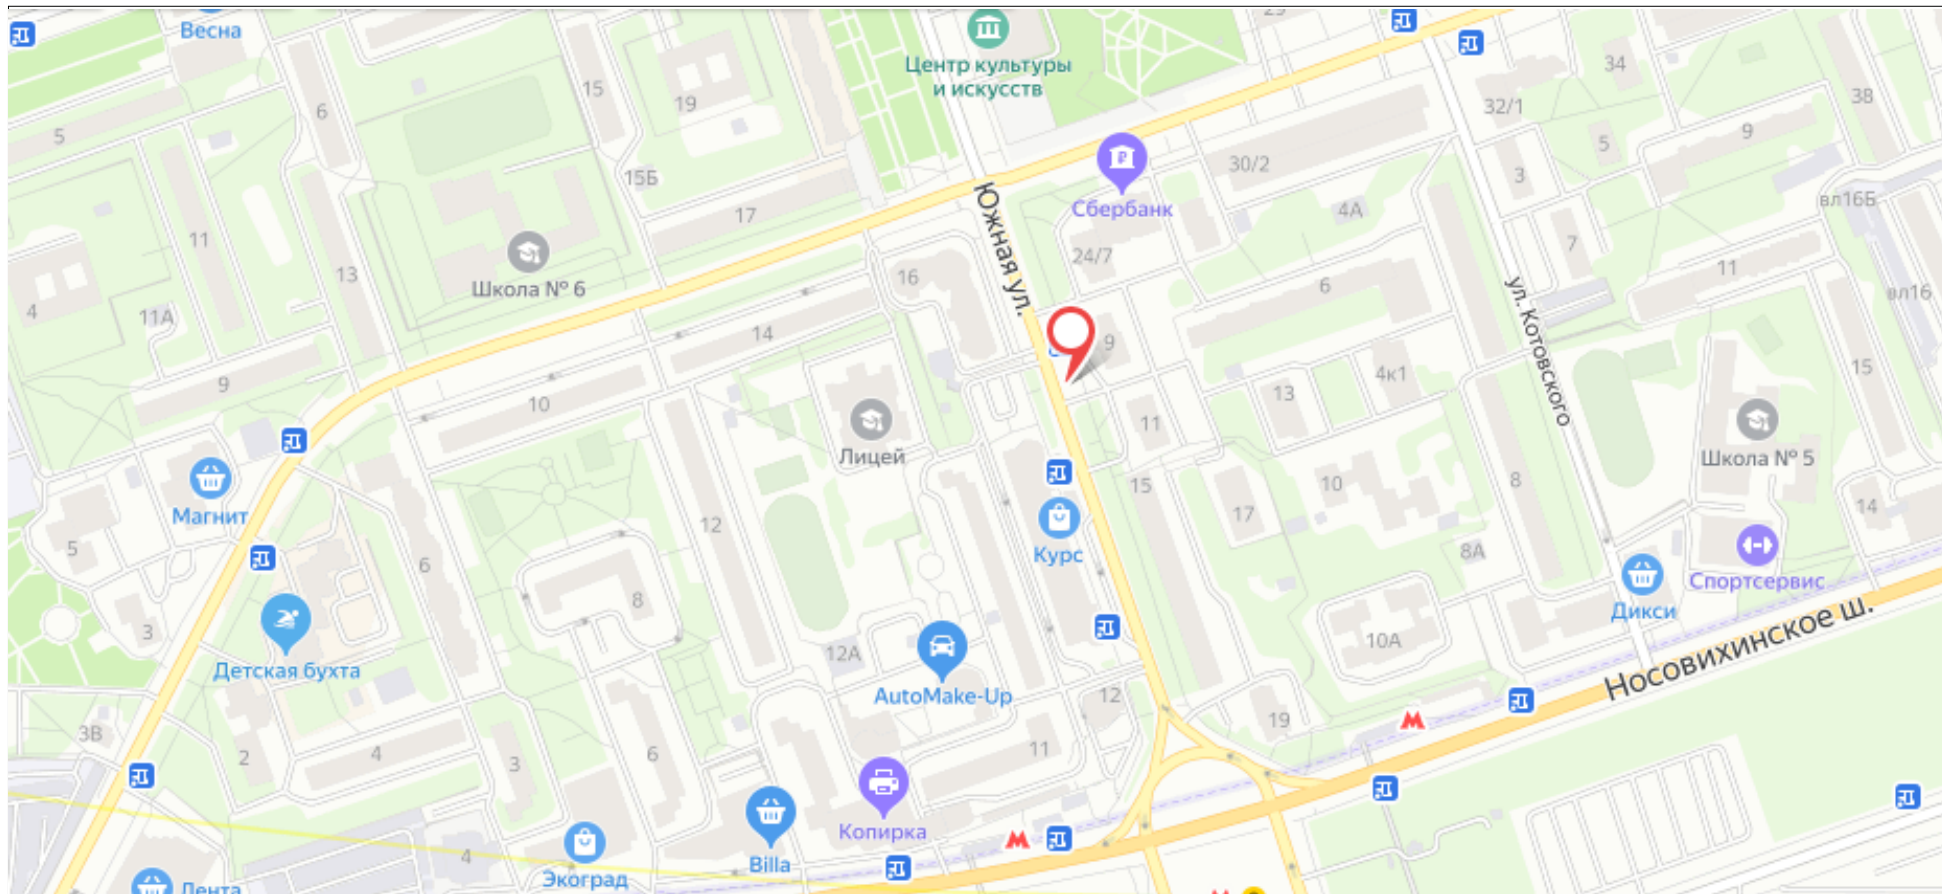 Весна
Центр культуры
и искусств
29
34
15
19
6
32/1
38
5
9
5
30/2
15Б
3
вл16Б
17
Сбербанк
4А
11
Южная ул.
7
24/7
13
11
Школа № 6
16
6
вл16
4
11А
14
9
15
9
4к1
10
13
ул. Котовского
11
Лицей
Школа № 5
8
10
15
Магнит
14
17
12
5
Курс
8А
6
Спортсервис
8
Дикси
3
10А
12А
Носовихинское ш.
Детская бухта
AutoMake-Up
12
19
3В
11
2
4
6
3
Копирка
4
Billa
Экоград
Лента